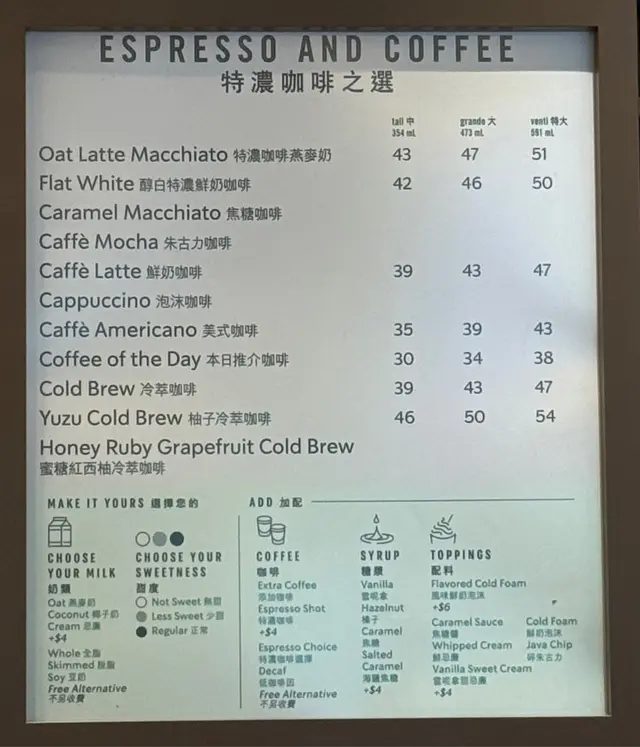 ESPRESSO AND COFFEE
特濃咖啡之選
tall 中 grande 大 venti 特大
354 mL 473 mL 591 mL
Oat Latte Macchiato 特濃咖啡燕麥奶 43 47 51
Flat White 醇白特濃鮮奶咖啡 42 46 50
Caramel Macchiato 焦糖咖啡
Caffè Mocha 朱古力咖啡
Caffè Latte 鮮奶咖啡 39 43 47
Cappuccino 泡沫咖啡
Caffè Americano 美式咖啡 35 39 43
Coffee of the Day 本日推介咖啡 30 34 38
Cold Brew 冷萃咖啡 39 43 47
Yuzu Cold Brew 柚子冷萃咖啡 46 50 54
Honey Ruby Grapefruit Cold Brew
蜜糖紅西柚冷萃咖啡
MAKE IT YOURS 選擇您的
CHOOSE
YOUR MILK
奶類
Oat 燕麥奶
Coconut 椰子奶
Cream 忌廉
+$4
Whole 全脂
Skimmed 脫脂
Soy 豆奶
Free Alternative
不另收費
CHOOSE YOUR
SWEETNESS
甜度
Not Sweet 無甜
Less Sweet 少甜
Regular 正常
ADD 加配
COFFEE
咖啡
Extra Coffee
添加咖啡
Espresso Shot
特濃咖啡
+$4
Espresso Choice
特濃咖啡選擇
Decaf
低咖啡因
Free Alternative
不另收費
SYRUP
糖漿
Vanilla
雲呢拿
Hazelnut
榛子
Caramel
焦糖
Salted
Caramel
海鹽焦糖
+$4
TOPPINGS
配料
Flavored Cold Foam
風味鮮奶泡沫
+$6
Caramel Sauce
焦糖醬
Whipped Cream
鮮忌廉
Vanilla Sweet Cream
雲呢拿甜忌廉
+$4
Cold Foam
鮮奶泡沫
Java Chip
碎朱古力